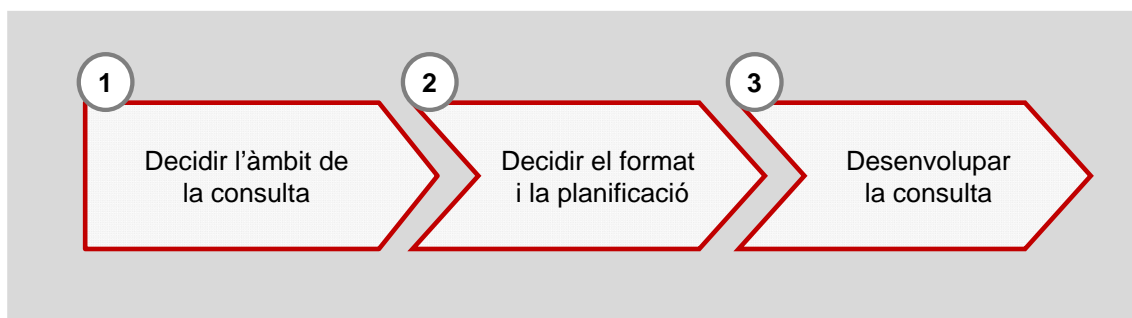 1
Decidir l’àmbit de
la consulta
2
Decidir el format
i la planificació
3
Desenvolupar
la consulta